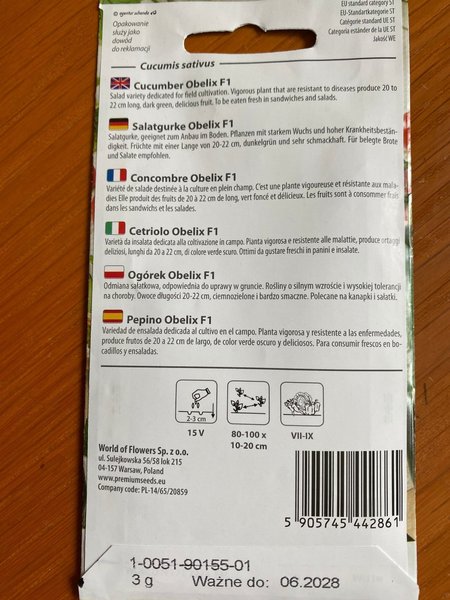 © egertar schende eQ
Opakowanie
służy jako
dowód
do reklamacji
EU standard category ST
EU-Standardkategorie ST
Catégorie standard UE ST
Categoría estánder de la UE ST
Jakość WE
Cucumis sativus
Cucumber Obelix F1
Salad variety dedicated for field cultivation. Vigorous plant that are resistant to diseases produce 20 to
22 cm long, dark green, delicious fruit. To be eaten fresh in sandwiches and salads.
Salatgurke Obelix F1
Salatgurke, geeignet zum Anbau im Boden. Pflanzen mit starkem Wuchs und hoher Krankheitsbestän-
digkeit. Früchte mit einer Lange von 20-22 cm, dunkelgrün und sehr schmackhaft. Für belegte Brote
und Salate empfohlen.
Concombre Obelix F1
Variété de salade destinée à la culture en plein champ. C'est une plante vigoureuse et résistante aux mala-
dies Elle produit des fruits de 20 à 22 cm de long, vert foncé et délicieux. Les fruits sont à consommer frais
dans les sandwichs et les salades.
Cetriolo Obelix F1
Varietà da insalata dedicata alla coltivazione in campo. Pianta vigorosa e resistente alle malattie, produce ortaggi
deliziosi, lunghi da 20 a 22 cm, di colore verde scuro. Ottimi da gustare freschi in panini e insalate.
Ogórek Obelix F1
Odmiana sałatkowa, odpowiednia do uprawy w gruncie. Rośliny o silnym wzroście i wysokiej tolerancji
na choroby. Owoce długości 20-22 cm, ciemnozielone i bardzo smaczne. Polecane na kanapki i sałatki.
Pepino Obelix F1
Variedad de ensalada dedicada al cultivo en el campo. Planta vigorosa y resistente a las enfermedades,
produce frutos de 20 a 22 cm de largo, de color verde oscuro y deliciosos. Para consumir frescos en bo-
cadillos y ensaladas.
2-3 cm
15 V
80-100 x
10-20 cm
VII-IX
World of Flowers Sp. z o.o.
ul. Sulejkowska 56/58 lok 215
04-157 Warsaw, Poland
www.premiumseeds.eu
Company code: PL-14/65/20859
5 905745 442861
1-0051-90155-01
3 g Ważne do: 06.2028